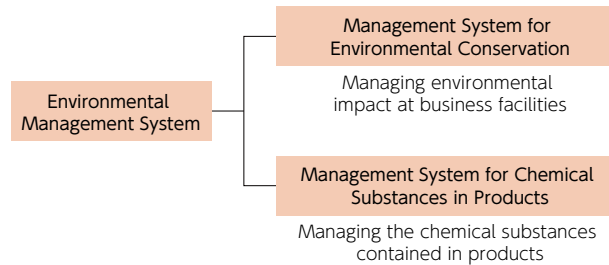 Environmental
Management System
Management System for
Environmental Conservation
Managing environmental
impact at business facilities
Management System for Chemical
Substances in Products
Managing the chemical substances
contained in products